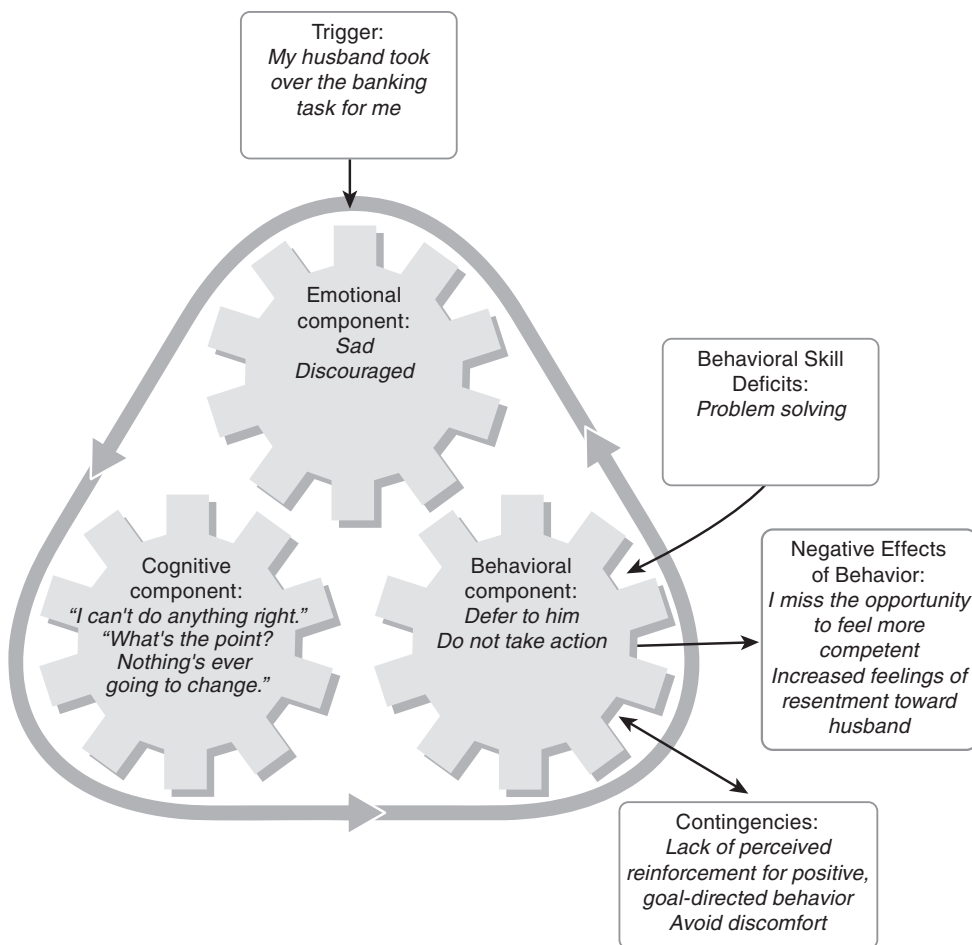 Trigger:
My husband took
over the banking
task for me
Emotional
component:
Sad
Discouraged
Behavioral Skill
Deficits:
Problem solving
Cognitive
component:
“I can't do anything right.”
“What's the point?
Nothing's ever
going to change.”
Behavioral
component:
Defer to him
Do not take action
Negative Effects
of Behavior:
I miss the opportunity
to feel more
competent
Increased feelings of
resentment toward
husband
Contingencies:
Lack of perceived
reinforcement for positive,
goal-directed behavior
Avoid discomfort